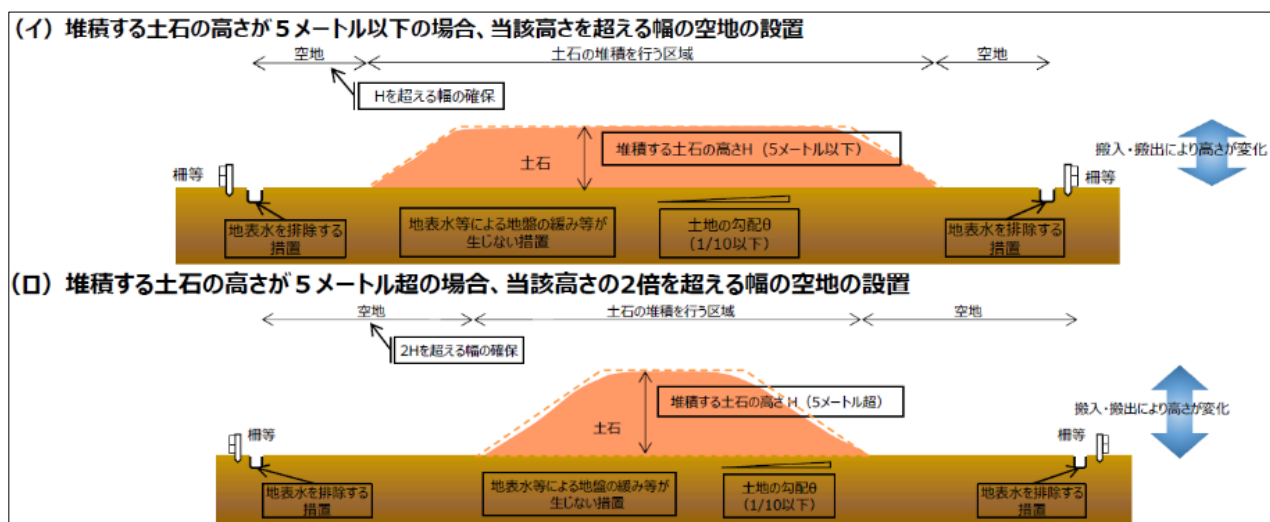 （イ）堆積する土石の高さが５メートル以下の場合、当該高さを超える幅の空地の設置
空地
土石の堆積を行う区域
空地
Hを超える幅の確保
土石
堆積する土石の高さH（5メートル以下）
搬入・搬出により高さが変化
柵等
柵等
地表水を排除する
措置
地表水等による地盤の緩み等が
生じない措置
土地の勾配θ
（1/10以下）
地表水を排除する
措置
（ロ）堆積する土石の高さが５メートル超の場合、当該高さの2倍を超える幅の空地の設置
空地
土石の堆積を行う区域
空地
2Hを超える幅の確保
土石
堆積する土石の高さH（5メートル超）
搬入・搬出により高さが変化
柵等
柵等
地表水を排除する
措置
地表水等による地盤の緩み等が
生じない措置
土地の勾配θ
（1/10以下）
地表水を排除する
措置